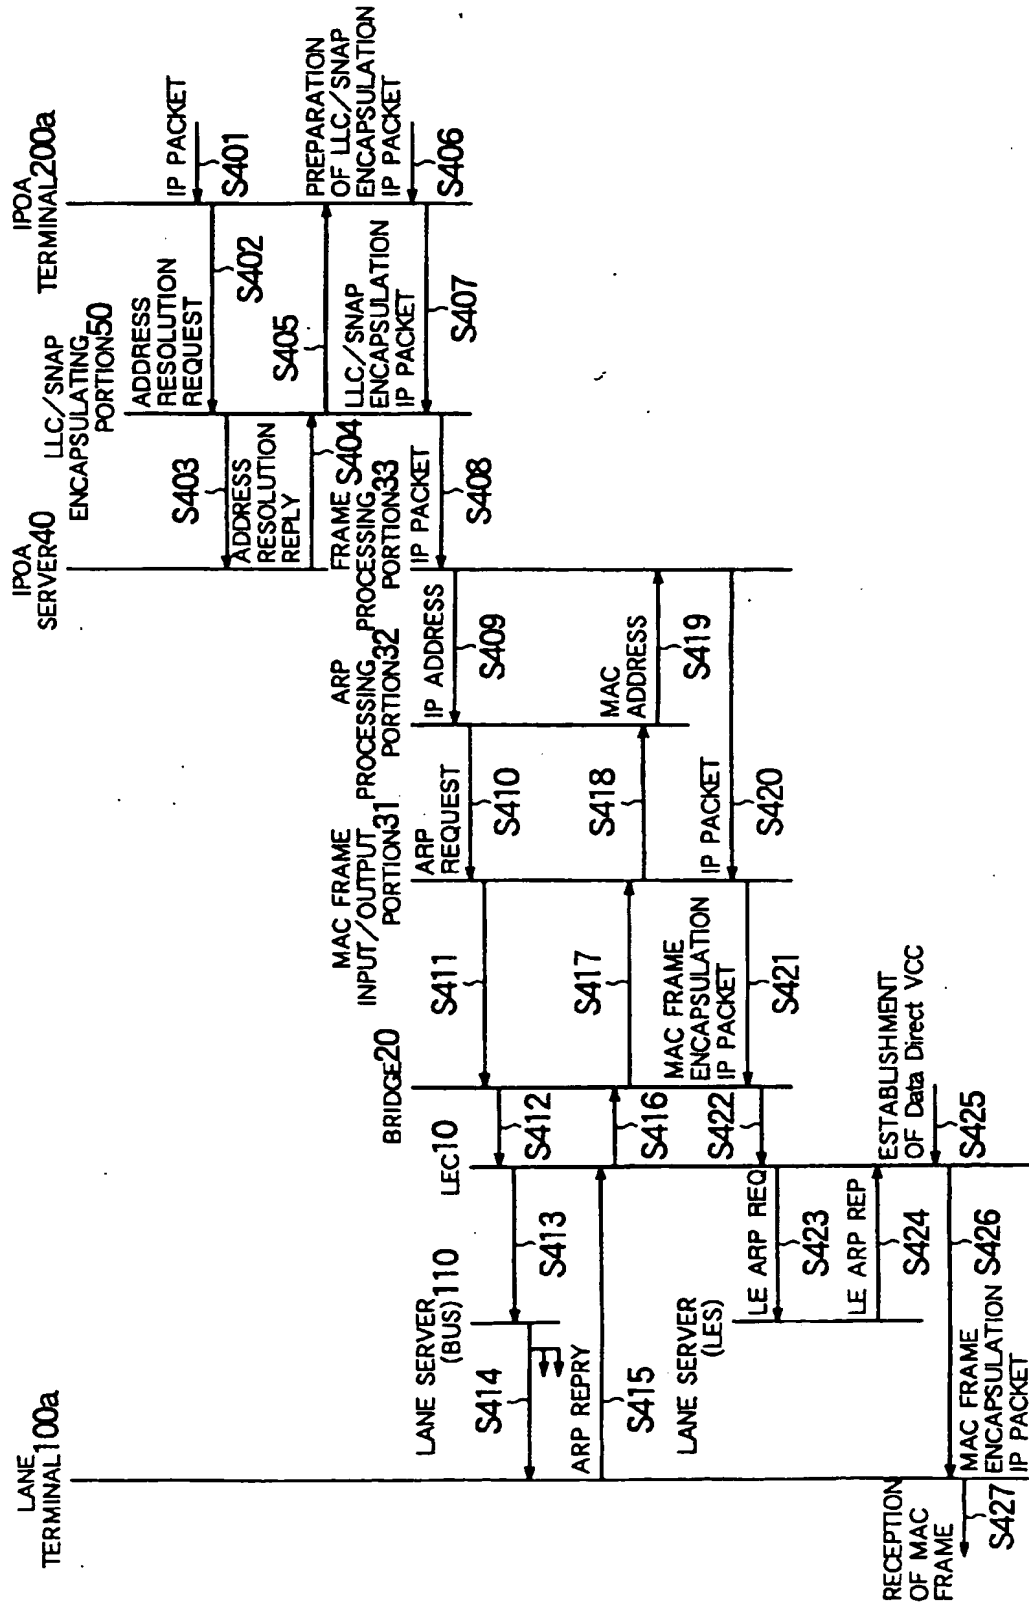 LANE
TERMINAL100a
LANE SERVER
(BUS)110
LEC10
BRIDGE20
MAC FRAME
INPUT/OUTPUT
PORTION31
ARP
PROCESSING
PORTION32
FRAME
PROCESSING
PORTION33
IPOA
SERVER40
LLC/SNAP
ENCAPSULATING
PORTION50
IPOA
TERMINAL200a
IP PACKET
S401
ADDRESS
RESOLUTION
REQUEST
S402
S403
ADDRESS
RESOLUTION
REPLY
S404
S405
PREPARATION
OF LLC/SNAP
ENCAPSULATION
IP PACKET
S406
LLC/SNAP
ENCAPSULATION
IP PACKET
S407
IP PACKET
S408
IP ADDRESS
S409
ARP
REQUEST
S410
S411
S412
S413
S414
ARP REPRY
S415
S416
S417
S418
MAC
ADDRESS
S419
IP PACKET
S420
MAC FRAME
ENCAPSULATION
IP PACKET
S421
S422
LANE SERVER
(LES)
LE ARP REQ
S423
LE ARP REP
S424
ESTABLISHMENT
OF Data Direct VCC
S425
MAC FRAME
ENCAPSULATION
IP PACKET
S426
RECEPTION
OF MAC
FRAME
S427